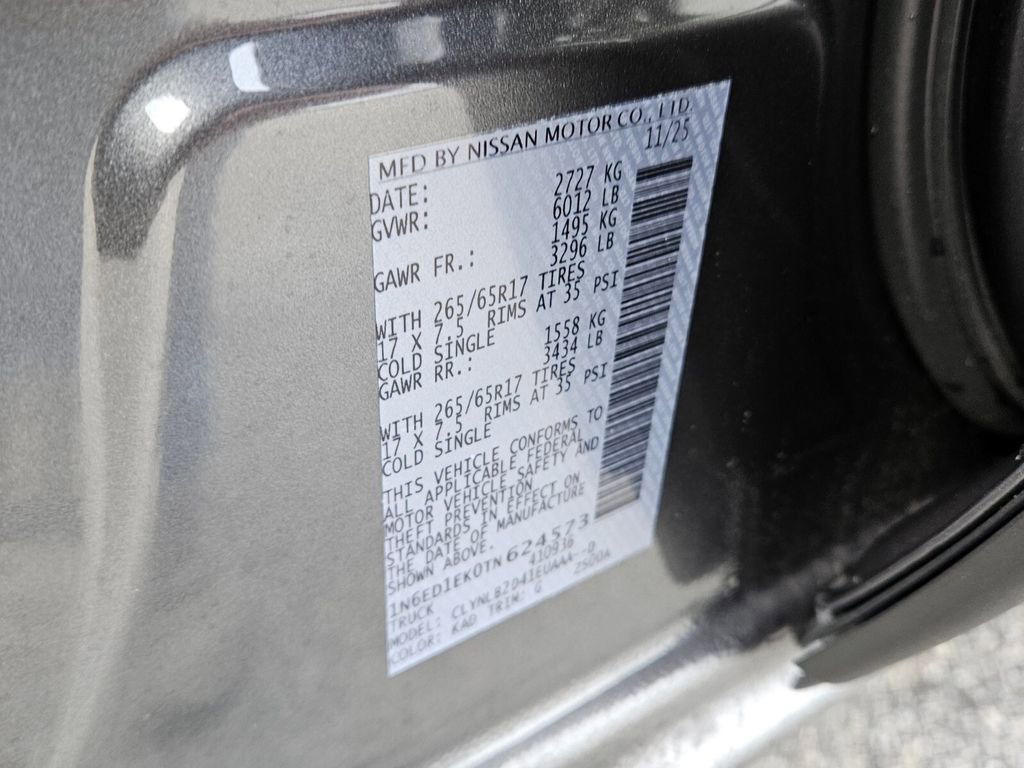 MFD BY NISSAN MOTOR CO., LTD.
DATE: 11/25
GVWR: 2727 KG
6012 LB
GAWR FR.: 1495 KG
3296 LB
WITH 265/65R17 TIRES
17 X 7.5 RIMS AT 35 PSI
COLD SINGLE
GAWR RR.: 1558 KG
3434 LB
WITH 265/65R17 TIRES
17 X 7.5 RIMS AT 35 PSI
COLD SINGLE
THIS VEHICLE CONFORMS TO
ALL APPLICABLE FEDERAL
MOTOR VEHICLE SAFETY AND
THEFT PREVENTION
STANDARDS IN EFFECT ON
THE DATE OF MANUFACTURE
SHOWN ABOVE.
1N6ED1EK0TN624573
TRUCK 410936
MODEL: CLYNLB2D41EUAAA--D
COLOR: KAD TRIM: G 2500A